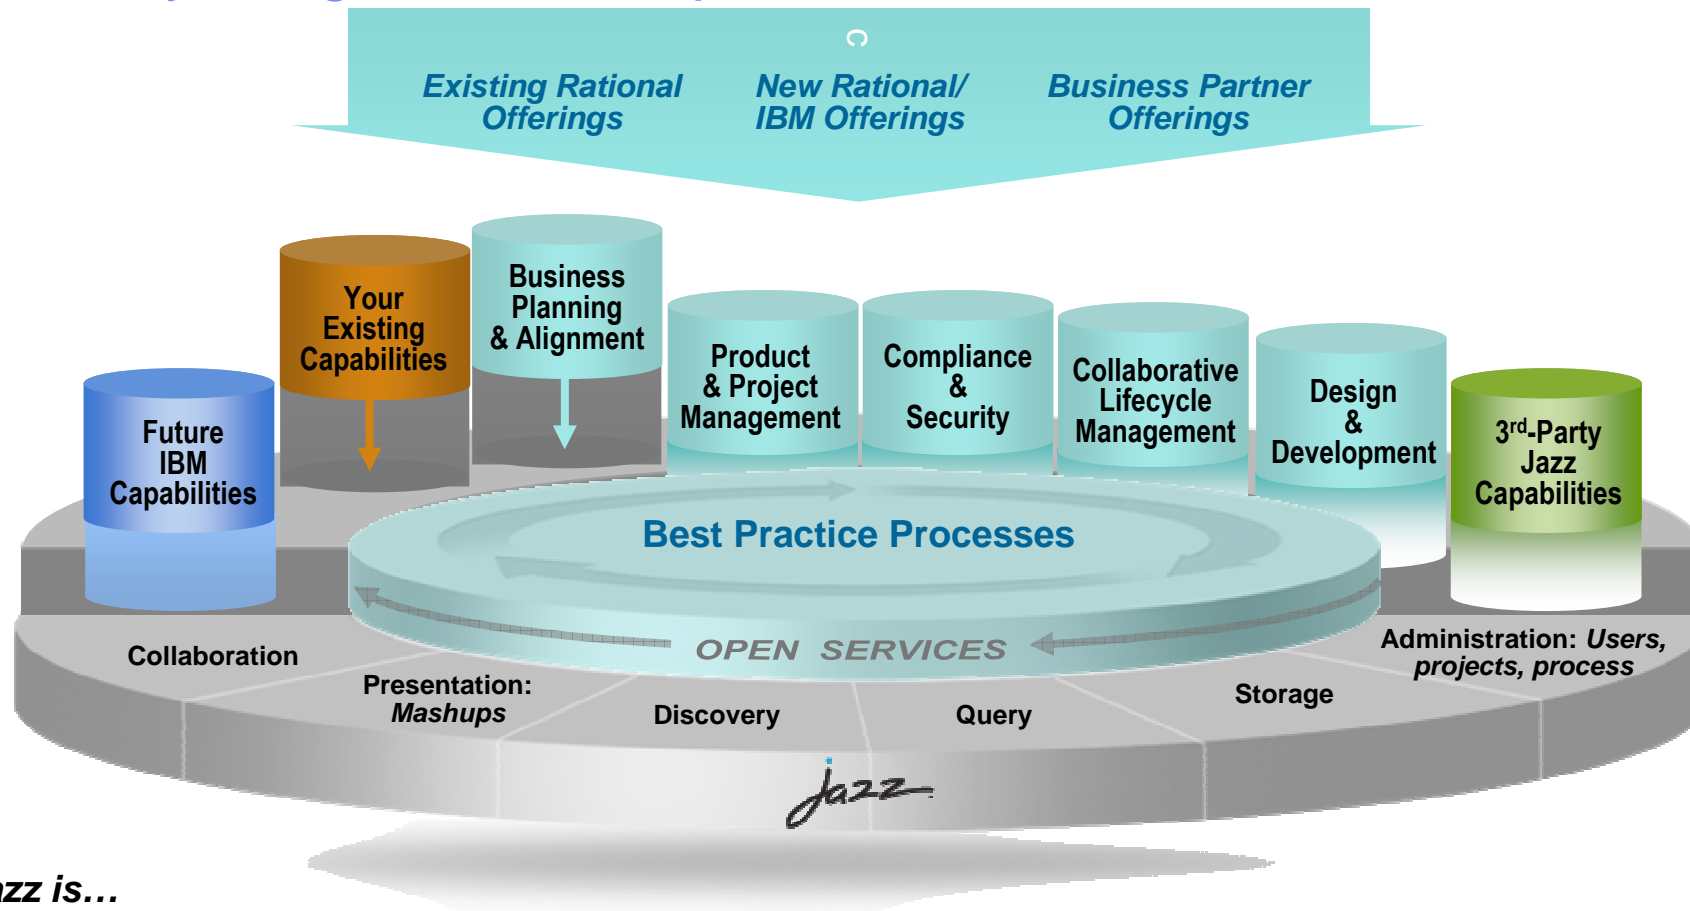 C
Existing Rational
Offerings
New Rational/
IBM Offerings
Business Partner
Offerings
Business
Planning
& Alignment
Your
Existing
Capabilities
Product
& Project
Management
Compliance
&
Security
Collaborative
Lifecycle
Management
Design
&
Development
Future
IBM
Capabilities
3rd-Party
Jazz
Capabilities
Best Practice Processes
OPEN SERVICES
Collaboration
Presentation:
Mashups
Discovery
Query
Storage
Administration: Users,
projects, process
jazz
is...